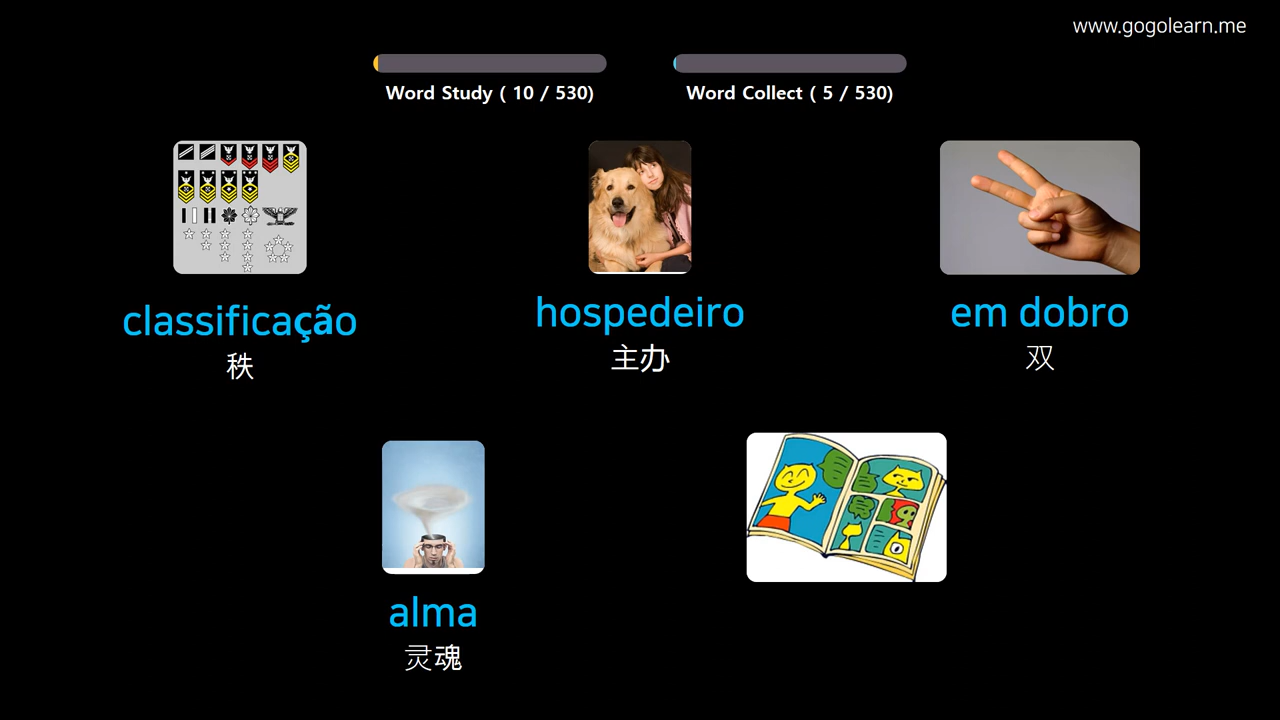 www.gogolearn.me
Word Study ( 10 / 530)
Word Collect ( 5 / 530)
classificação
秩
hospedeiro
主办
em dobro
双
alma
灵魂